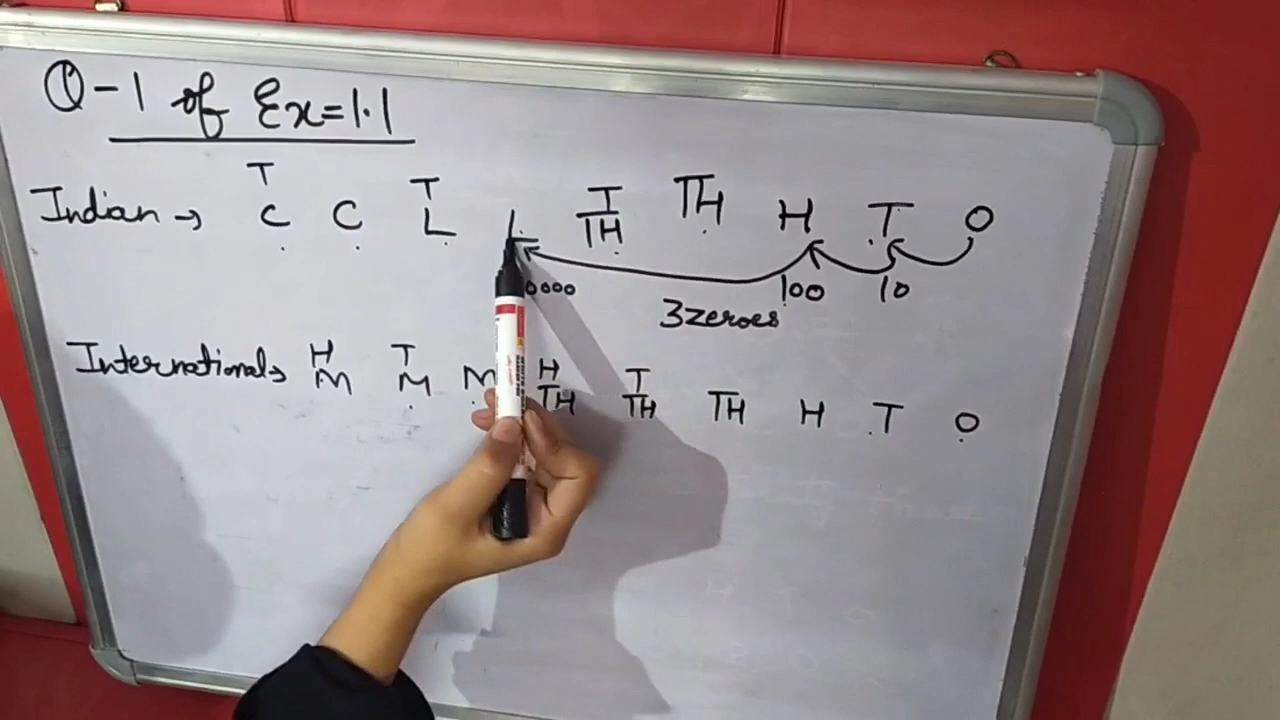 Q-1 of Ex=1.1
T T T
Indian → C C L L TH TH H T O
0000 3zeroes 100 10
H T H T
International→ M M M TH TH TH H T O